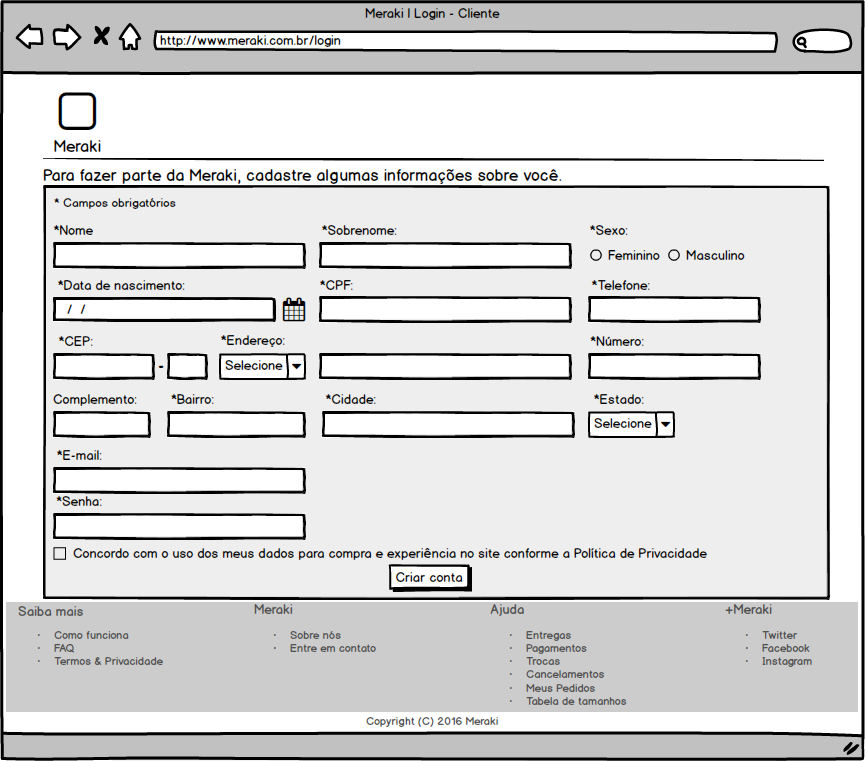 Meraki | Login - Cliente
http://www.meraki.com.br/login
Meraki
Para fazer parte da Meraki, cadastre algumas informações sobre você.
* Campos obrigatórios
*Nome *Sobrenome: *Sexo:
Feminino Masculino
*Data de nascimento: *CPF: *Telefone:
/ /
*CEP: *Endereço: *Número:
- Selecione
Complemento: *Bairro: *Cidade: *Estado:
Selecione
*E-mail:
*Senha:
Concordo com o uso dos meus dados para compra e experiência no site conforme a Política de Privacidade
Criar conta
Saiba mais
· Como funciona
· FAQ
· Termos & Privacidade
Meraki
· Sobre nós
· Entre em contato
Ajuda
· Entregas
· Pagamentos
· Trocas
· Cancelamentos
· Meus Pedidos
· Tabela de tamanhos
+Meraki
· Twitter
· Facebook
· Instagram
Copyright (C) 2016 Meraki